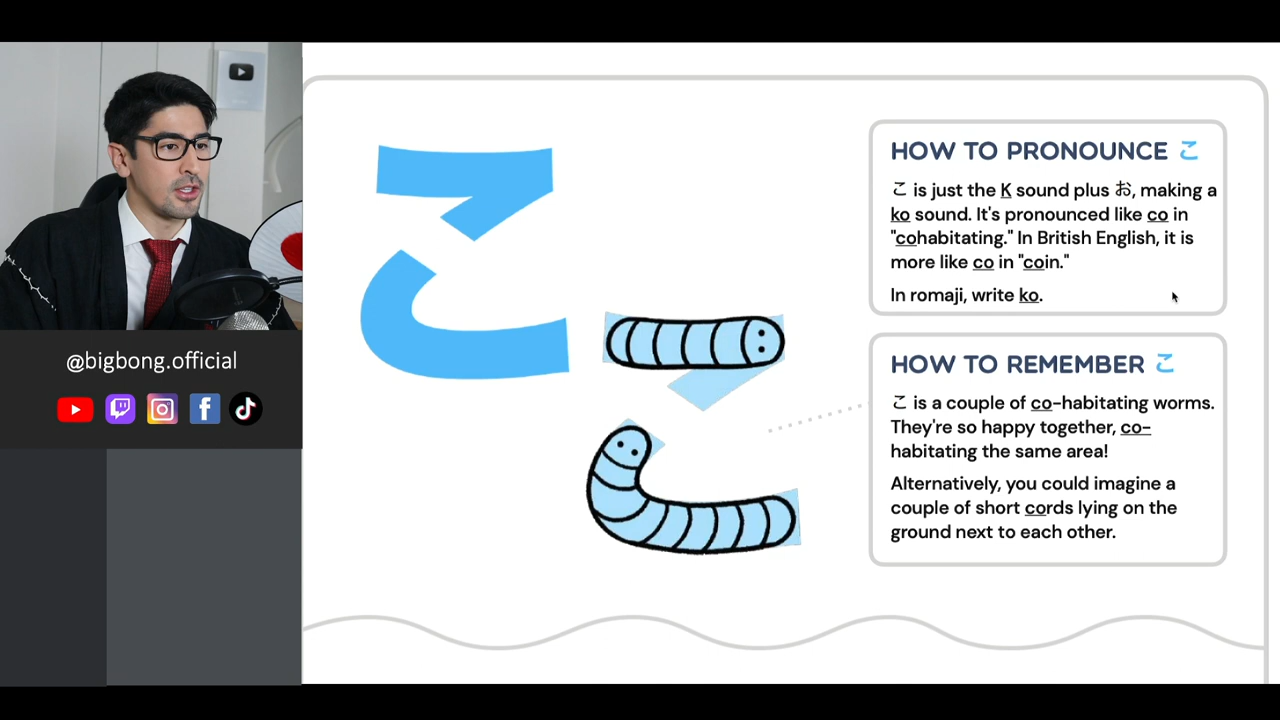 こ
HOW TO PRONOUNCE こ
こ is just the K sound plus お, making a
ko sound. It's pronounced like co in
"cohabitating." In British English, it is
more like co in "coin."
In romaji, write ko.
HOW TO REMEMBER こ
こ is a couple of co-habitating worms.
They're so happy together, co-
habitating the same area!
Alternatively, you could imagine a
couple of short cords lying on the
ground next to each other.
@bigbong.official